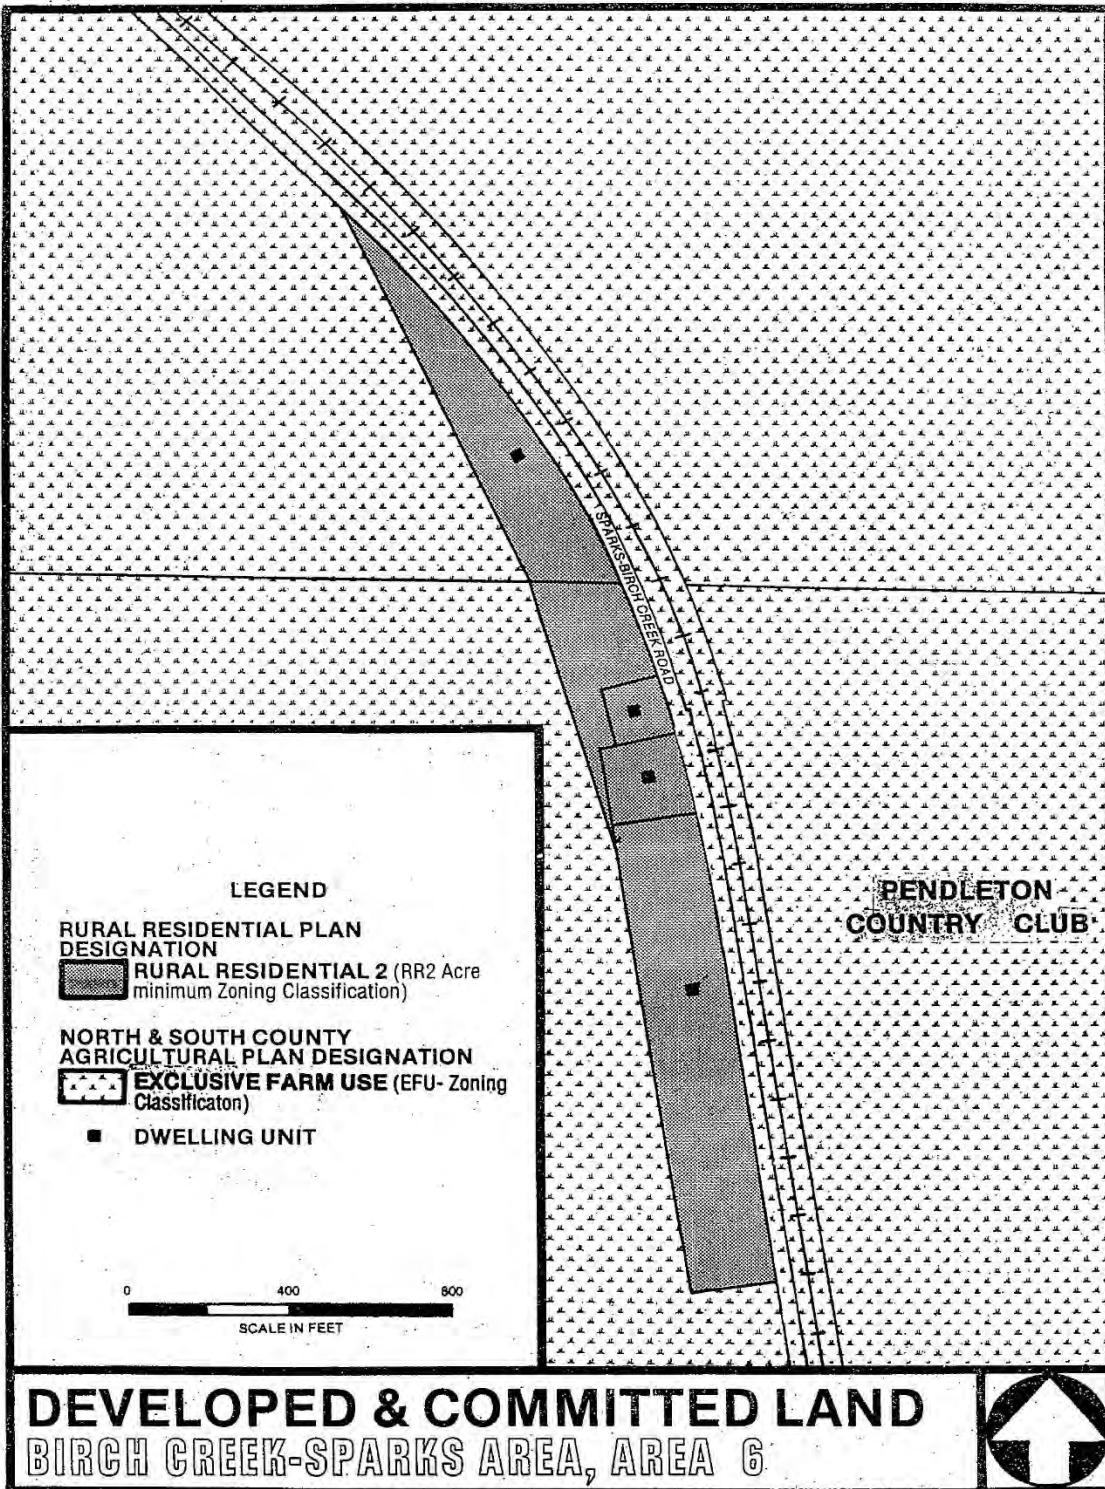 SPARKS-BIRCH CREEK ROAD
PENDLETON
COUNTRY CLUB
LEGEND
RURAL RESIDENTIAL PLAN
DESIGNATION
RURAL RESIDENTIAL 2 (RR2 Acre
minimum Zoning Classification)
NORTH & SOUTH COUNTY
AGRICULTURAL PLAN DESIGNATION
EXCLUSIVE FARM USE (EFU- Zoning
Classificaton)
DWELLING UNIT
0 400 800
SCALE IN FEET
DEVELOPED & COMMITTED LAND
BIRCH CREEK-SPARKS AREA, AREA 6